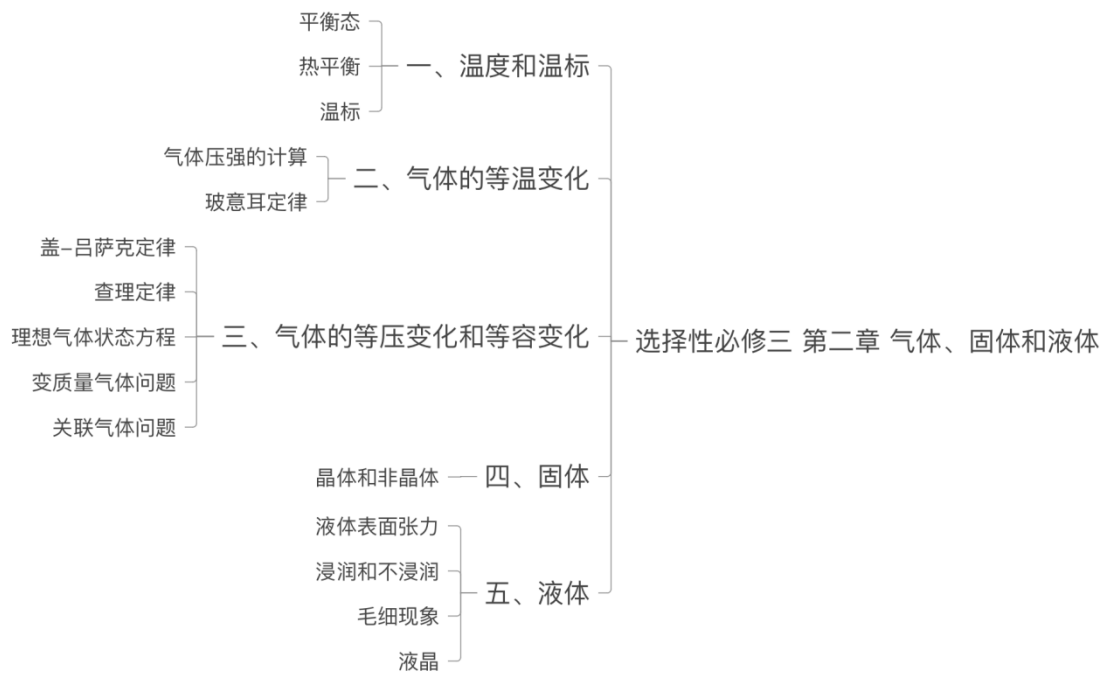 平衡态
热平衡
温标
一、温度和温标
气体压强的计算
玻意耳定律
二、气体的等温变化
盖-吕萨克定律
查理定律
理想气体状态方程
变质量气体问题
关联气体问题
三、气体的等压变化和等容变化
选择性必修三 第二章 气体、固体和液体
晶体和非晶体
四、固体
液体表面张力
浸润和不浸润
毛细现象
液晶
五、液体